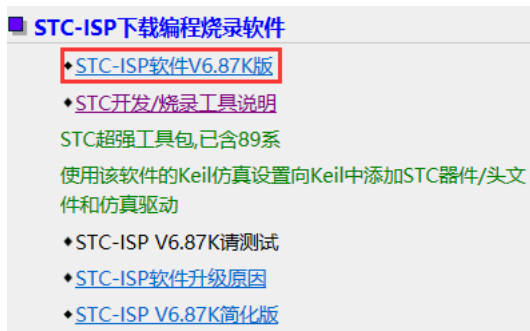 STC-ISP下载编程烧录软件
STC-ISP软件V6.87K版
STC开发/烧录工具说明
STC超强工具包,已含89系
使用该软件的Keil仿真设置向Keil中添加STC器件/头文
件和仿真驱动
STC-ISP V6.87K请测试
STC-ISP软件升级原因
STC-ISP V6.87K简化版